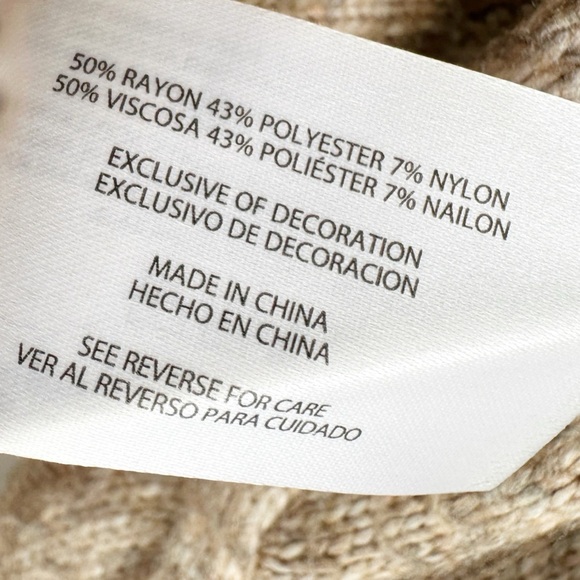 50% RAYON 43% POLYESTER 7% NYLON
50% VISCOSA 43% POLIÉSTER 7% NAILON
EXCLUSIVE OF DECORATION
EXCLUSIVO DE DECORACION
MADE IN CHINA
HECHO EN CHINA
SEE REVERSE FOR CARE
VER AL REVERSO PARA CUIDADO